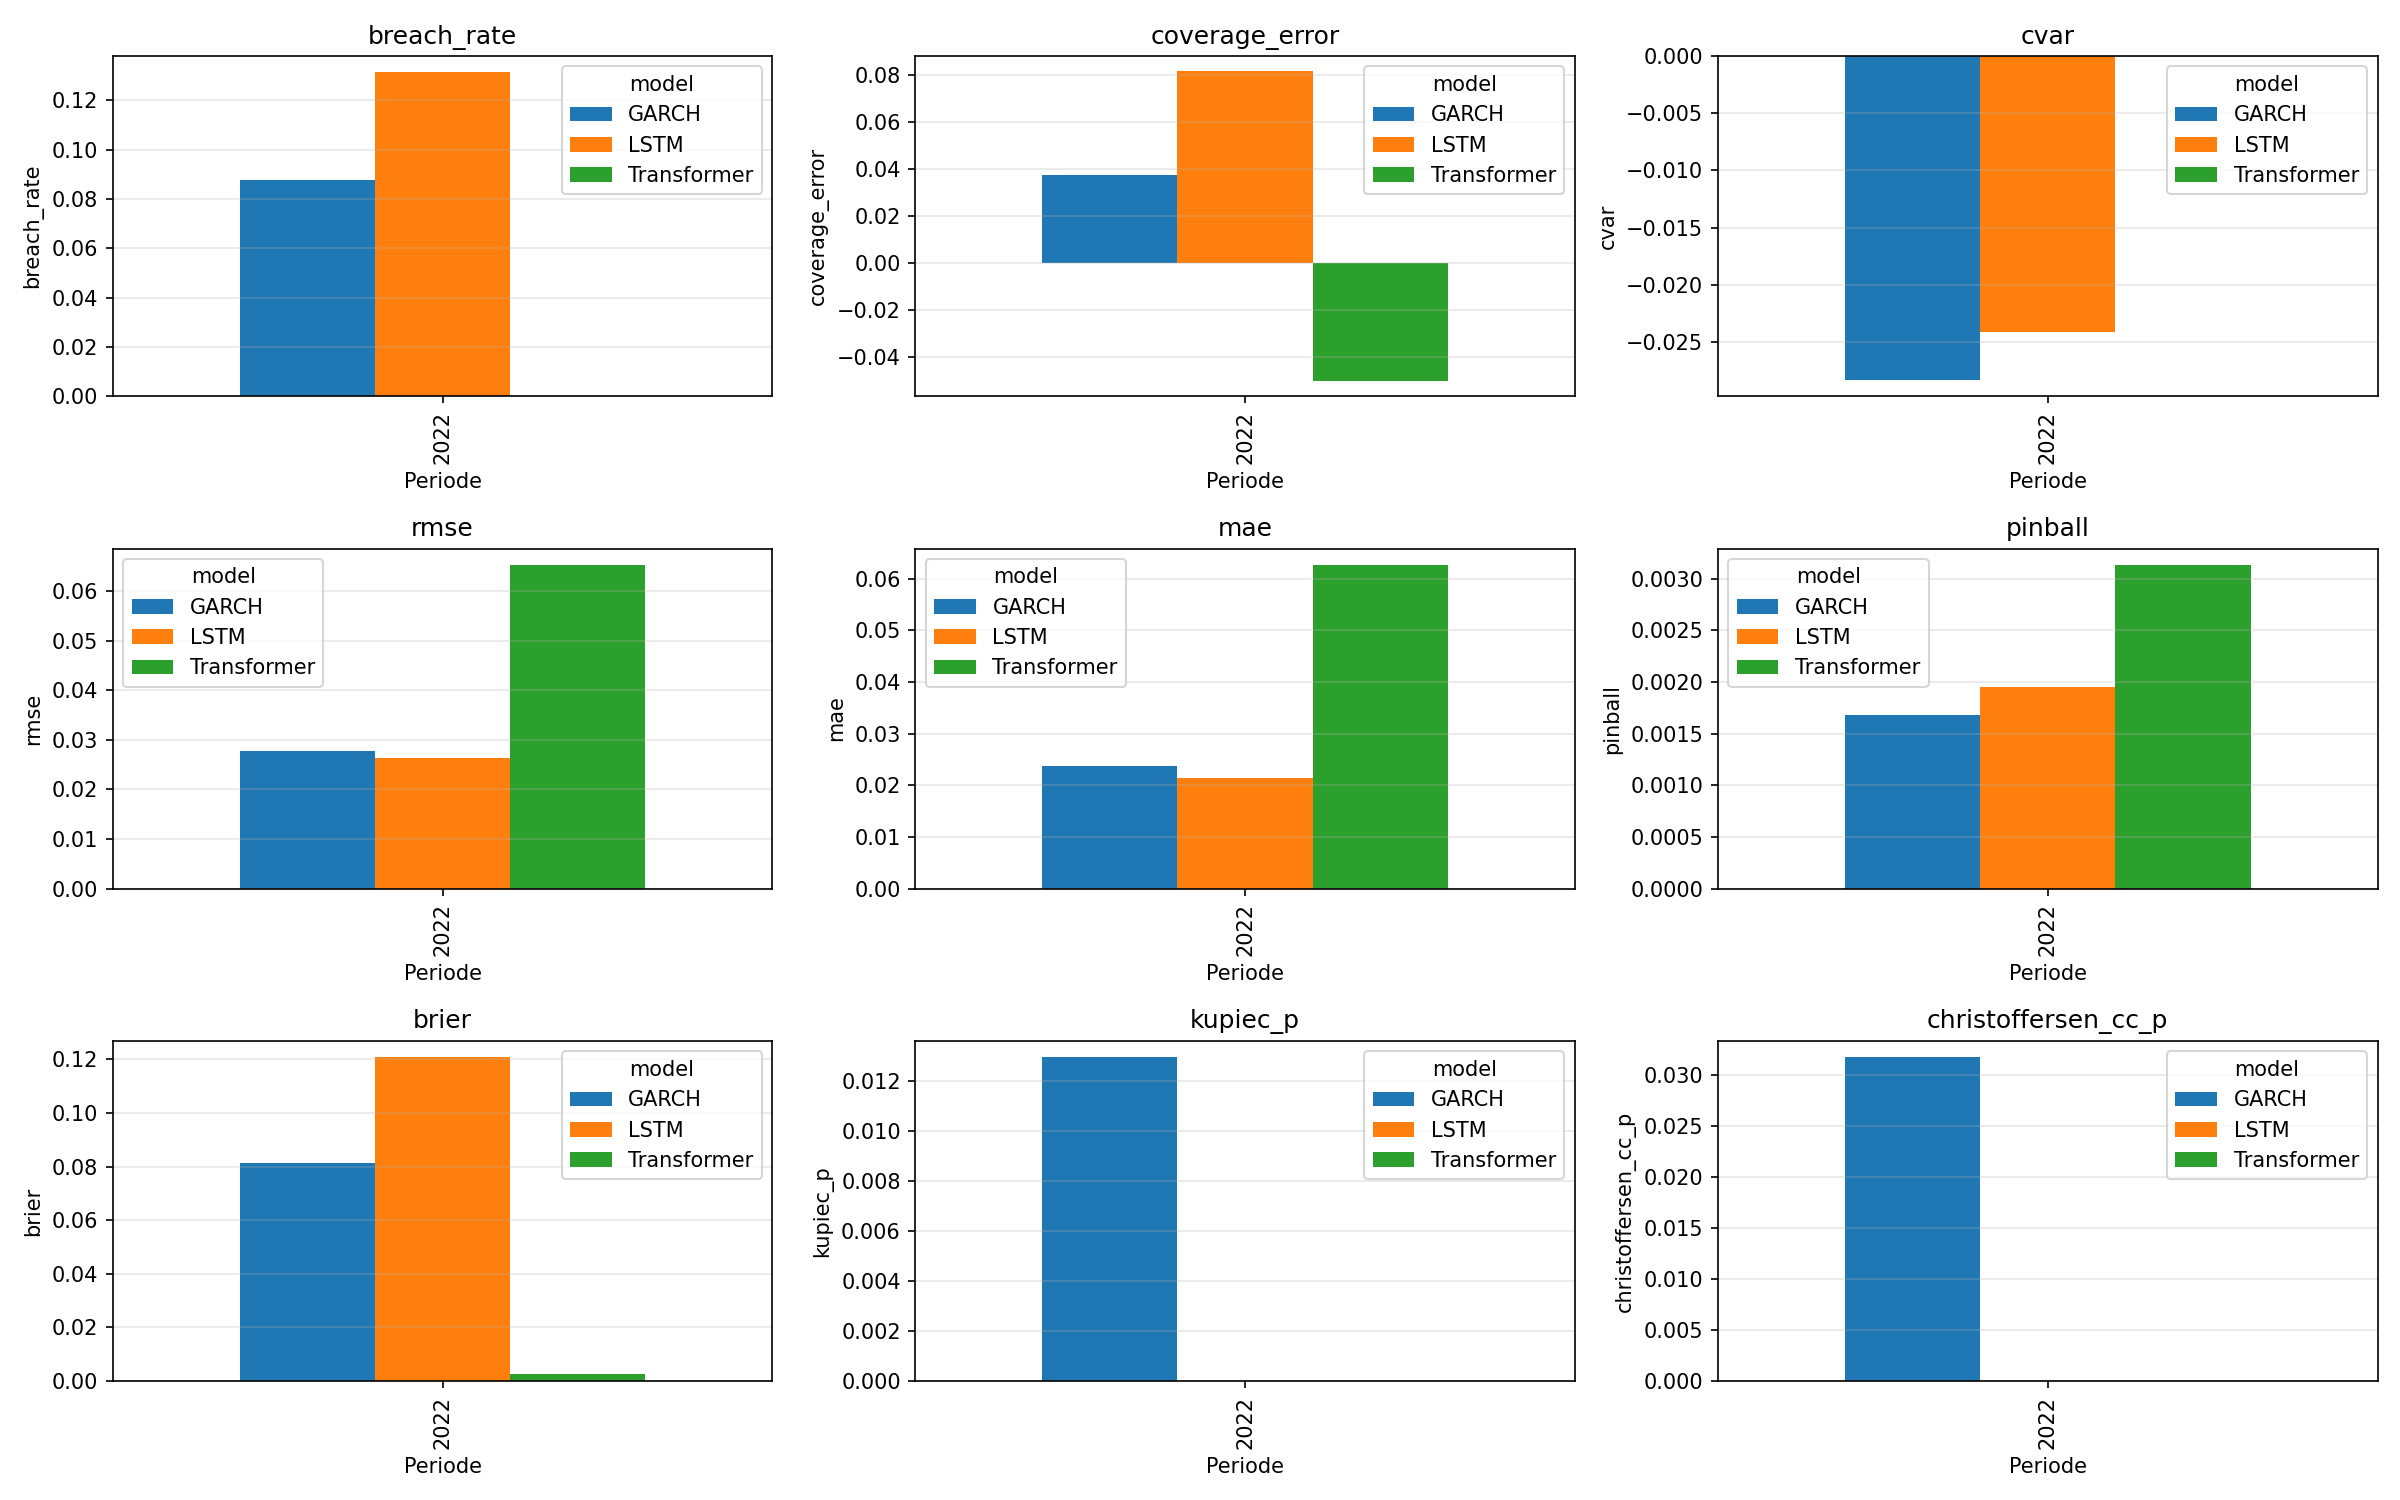 breach_rate
breach_rate
0.12
0.10
0.08
0.06
0.04
0.02
0.00
model
GARCH
LSTM
Transformer
2022
Periode
coverage_error
coverage_error
0.08
0.06
0.04
0.02
0.00
−0.02
−0.04
model
GARCH
LSTM
Transformer
2022
Periode
cvar
cvar
0.000
−0.005
−0.010
−0.015
−0.020
−0.025
model
GARCH
LSTM
Transformer
2022
Periode
rmse
rmse
0.06
0.05
0.04
0.03
0.02
0.01
0.00
model
GARCH
LSTM
Transformer
2022
Periode
mae
mae
0.06
0.05
0.04
0.03
0.02
0.01
0.00
model
GARCH
LSTM
Transformer
2022
Periode
pinball
pinball
0.0030
0.0025
0.0020
0.0015
0.0010
0.0005
0.0000
model
GARCH
LSTM
Transformer
2022
Periode
brier
brier
0.12
0.10
0.08
0.06
0.04
0.02
0.00
model
GARCH
LSTM
Transformer
2022
Periode
kupiec_p
kupiec_p
0.012
0.010
0.008
0.006
0.004
0.002
0.000
model
GARCH
LSTM
Transformer
2022
Periode
christoffersen_cc_p
christoffersen_cc_p
0.030
0.025
0.020
0.015
0.010
0.005
0.000
model
GARCH
LSTM
Transformer
2022
Periode